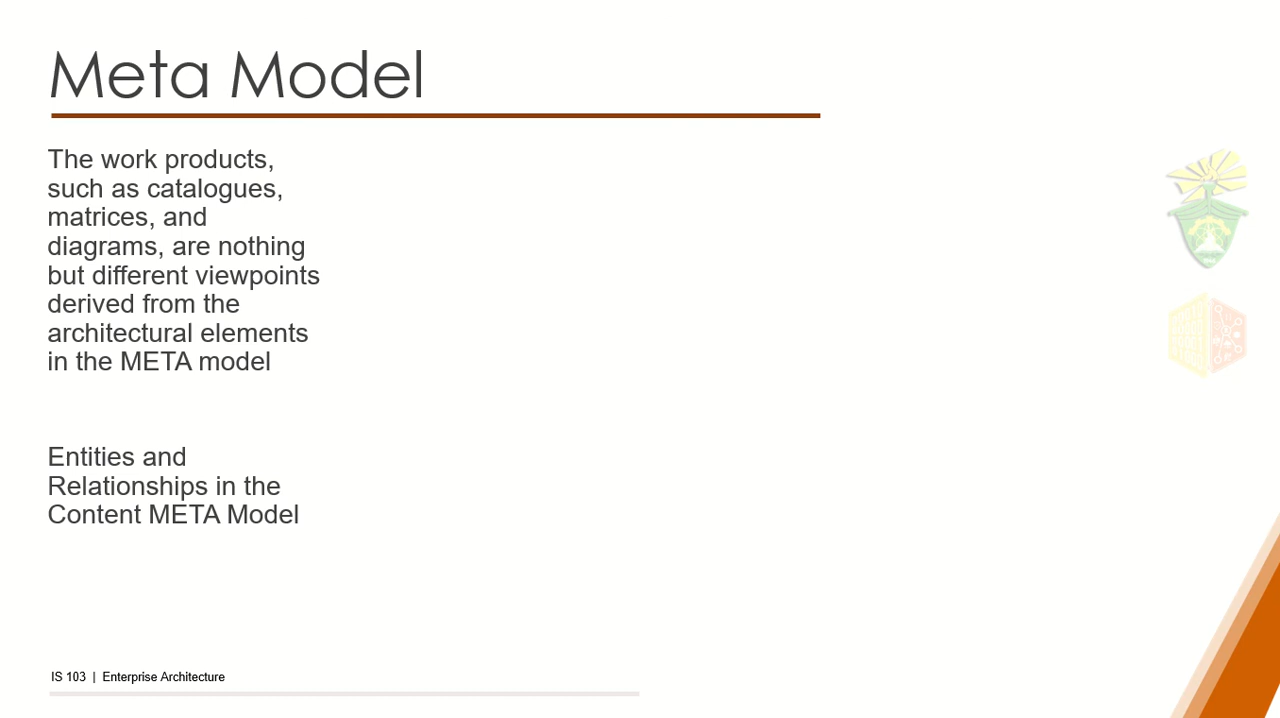 Meta Model
The work products,
such as catalogues,
matrices, and
diagrams, are nothing
but different viewpoints
derived from the
architectural elements
in the META model
Entities and
Relationships in the
Content META Model
IS 103 | Enterprise Architecture